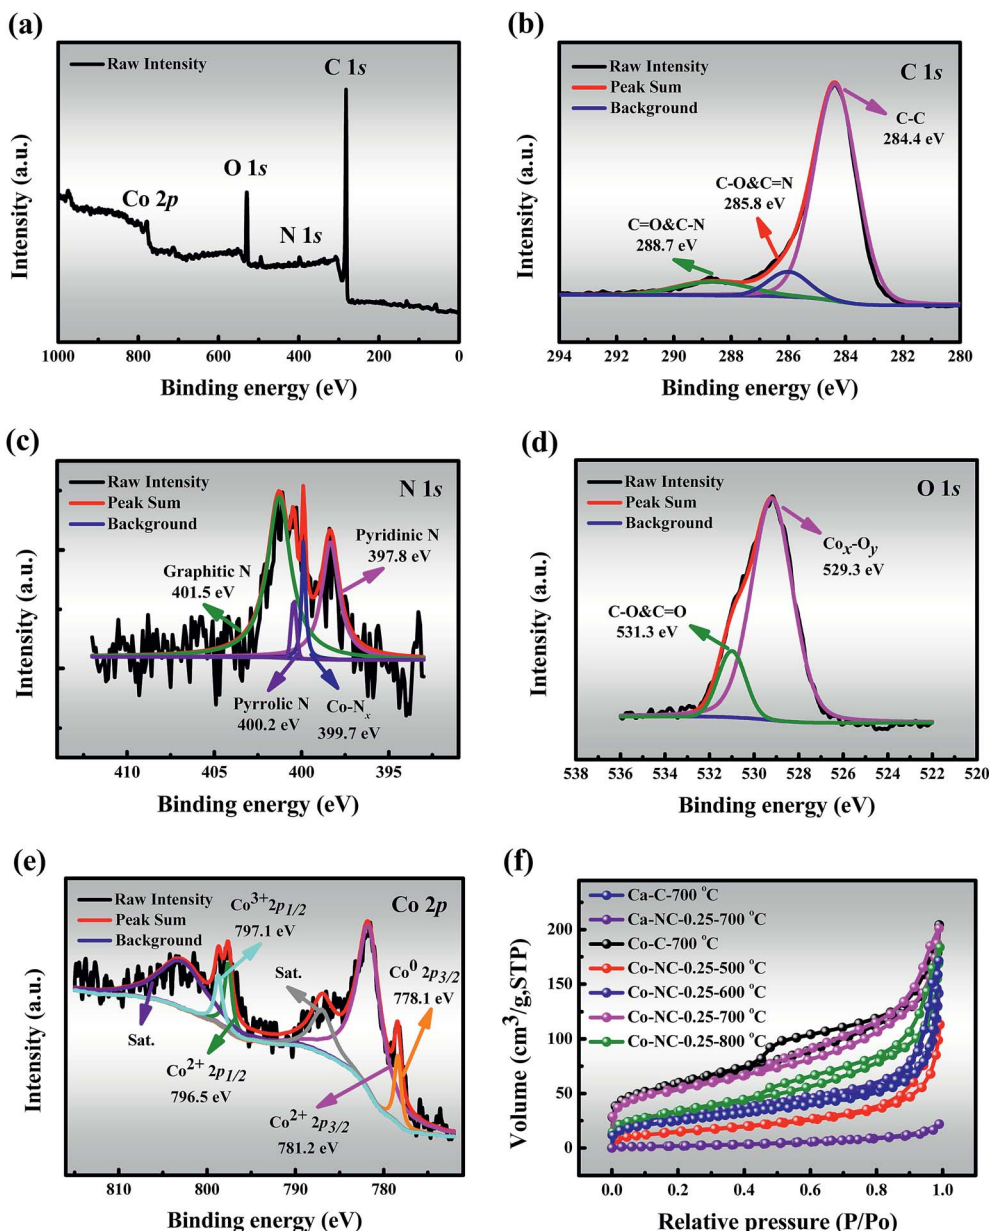 (a)
Raw Intensity
C 1s
O 1s
Co 2p
N 1s
Intensity (a.u.)
1000 800 600 400 200 0
Binding energy (eV)
(b)
Raw Intensity
Peak Sum
Background
C 1s
C-C
284.4 eV
C-O&C=N
285.8 eV
C=O&C-N
288.7 eV
Intensity (a.u.)
294 292 290 288 286 284 282 280
Binding energy (eV)
(c)
Raw Intensity
Peak Sum
Background
N 1s
Pyridinic N
397.8 eV
Graphitic N
401.5 eV
Pyrrolic N
400.2 eV
Co-Nx
399.7 eV
Intensity (a.u.)
410 405 400 395
Binding energy (eV)
(d)
Raw Intensity
Peak Sum
Background
O 1s
Cox-Oy
529.3 eV
C-O&C=O
531.3 eV
Intensity (a.u.)
538 536 534 532 530 528 526 524 522 520
Binding energy (eV)
(e)
Raw Intensity
Peak Sum
Background
Co 2p
Co3+ 2p1/2
797.1 eV
Sat.
Co0 2p3/2
778.1 eV
Sat.
Co2+ 2p1/2
796.5 eV
Co2+ 2p3/2
781.2 eV
Intensity (a.u.)
810 800 790 780
Binding energy (eV)
(f)
Ca-C-700 °C
Ca-NC-0.25-700 °C
Co-C-700 °C
Co-NC-0.25-500 °C
Co-NC-0.25-600 °C
Co-NC-0.25-700 °C
Co-NC-0.25-800 °C
Volume (cm3/g,STP)
200
150
100
50
0
0.0 0.2 0.4 0.6 0.8 1.0
Relative pressure (P/Po)